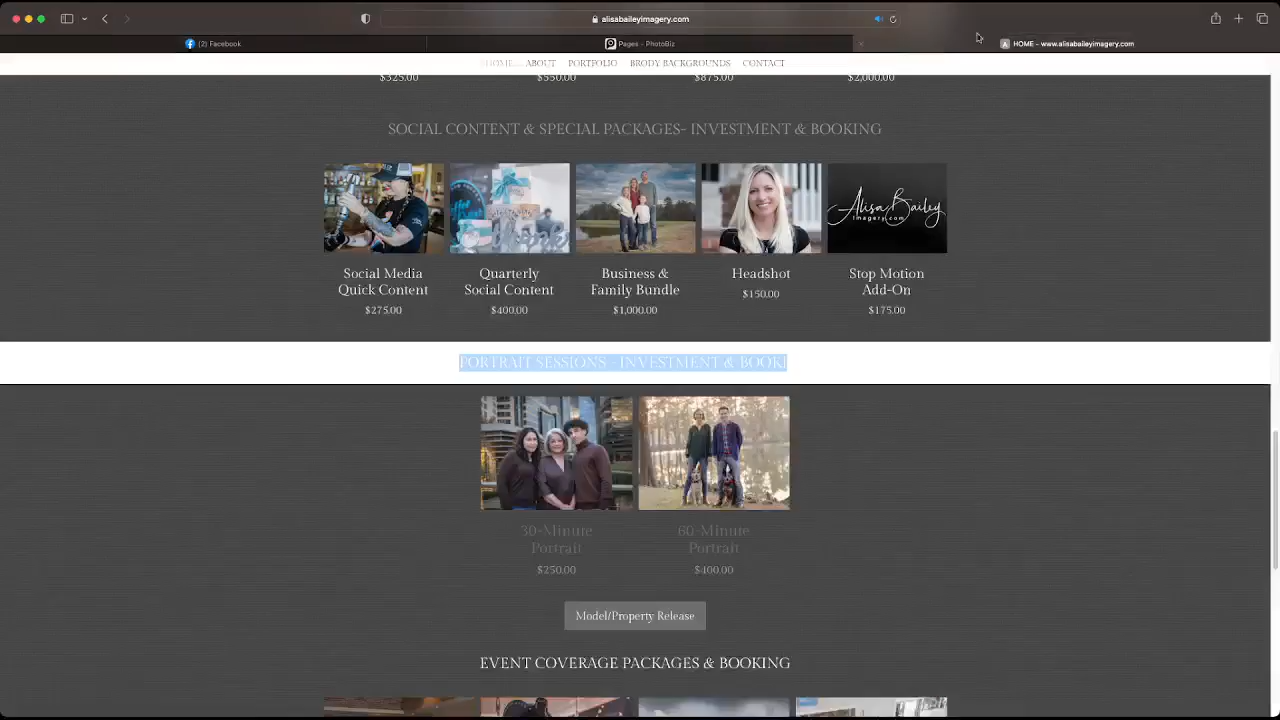 alisabaileyimagery.com
(2) Facebook
Pages - PhotoBiz
HOME - www.alisabaileyimagery.com
HOME
ABOUT
PORTFOLIO
BRODY BACKGROUNDS
CONTACT
$325.00
$550.00
$875.00
$2,000.00
SOCIAL CONTENT & SPECIAL PACKAGES- INVESTMENT & BOOKING
AlisaBailey
imagery.com
Social Media
Quick Content
$275.00
Quarterly
Social Content
$400.00
Business &
Family Bundle
$1,000.00
Headshot
$150.00
Stop Motion
Add-On
$175.00
PORTRAIT SESSIONS - INVESTMENT & BOOKI
30-Minute
Portrait
$250.00
60-Minute
Portrait
$400.00
Model/Property Release
EVENT COVERAGE PACKAGES & BOOKING